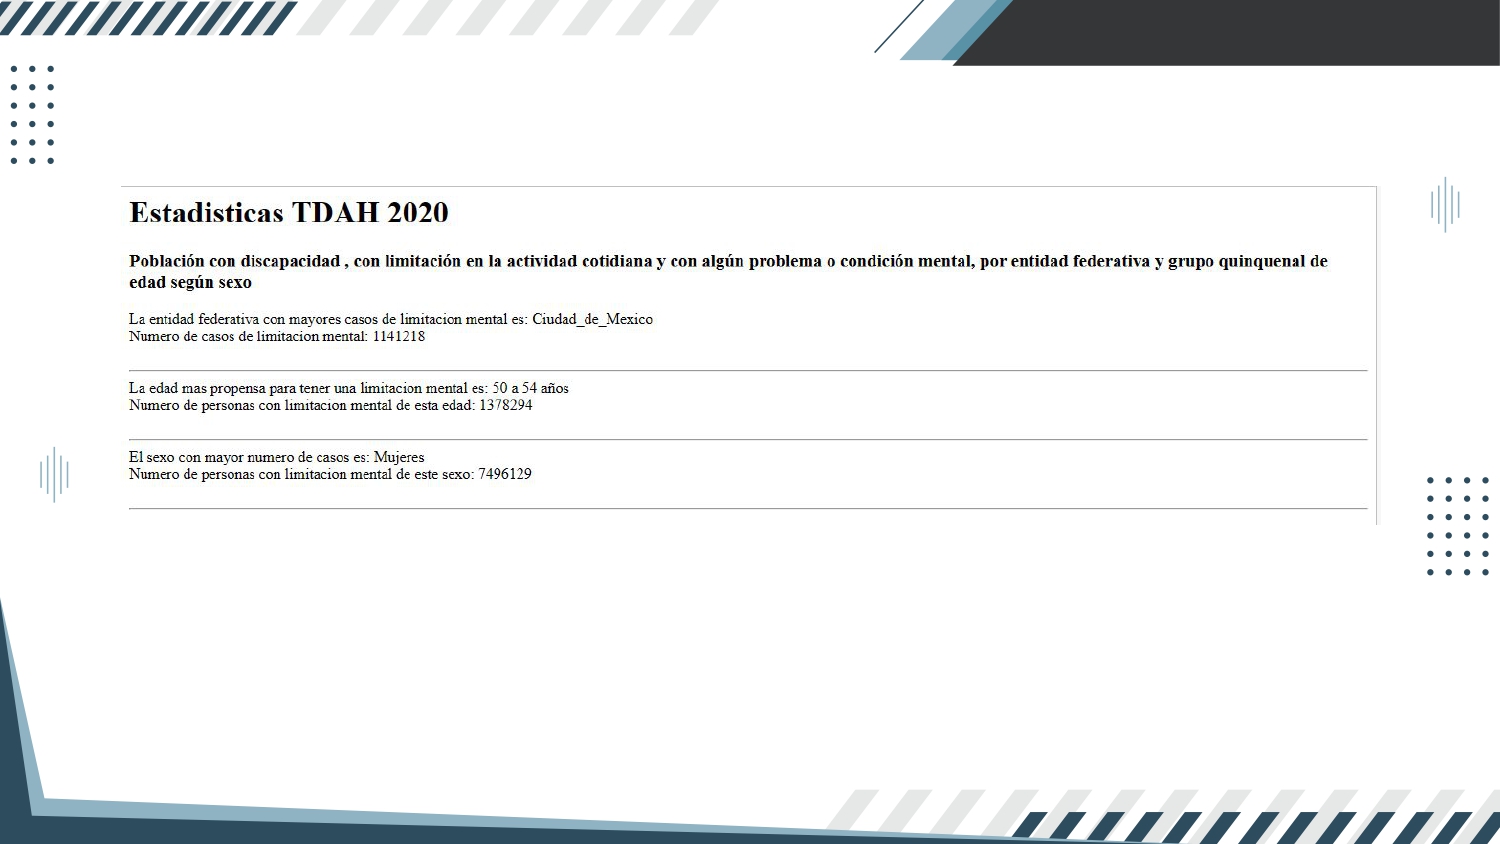 Estadisticas TDAH 2020
Población con discapacidad , con limitación en la actividad cotidiana y con algún problema o condición mental, por entidad federativa y grupo quinquenal de
edad según sexo
La entidad federativa con mayores casos de limitacion mental es: Ciudad_de_Mexico
Numero de casos de limitacion mental: 1141218
La edad mas propensa para tener una limitacion mental es: 50 a 54 años
Numero de personas con limitacion mental de esta edad: 1378294
El sexo con mayor numero de casos es: Mujeres
Numero de personas con limitacion mental de este sexo: 7496129